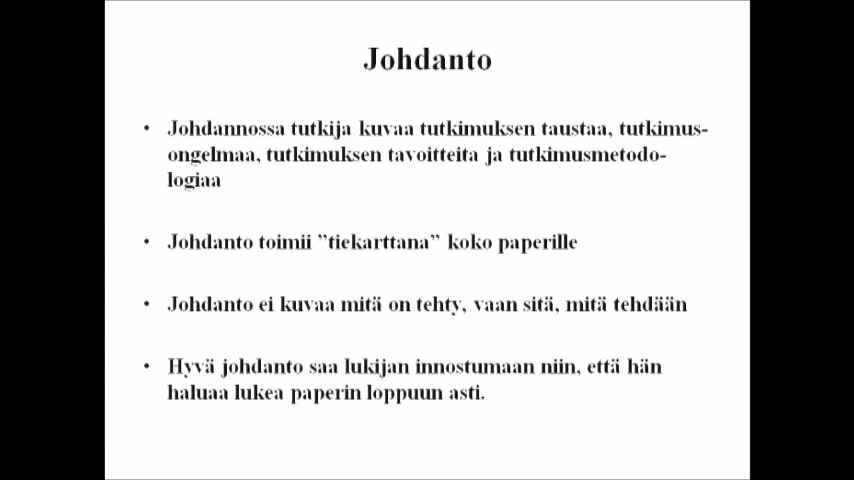 Johdanto
• Johdannossa tutkija kuvaa tutkimuksen taustaa, tutkimus-
ongelmaa, tutkimuksen tavoitteita ja tutkimusmetodo-
logiaa
• Johdanto toimii ”tiekarttana” koko paperille
• Johdanto ei kuvaa mitä on tehty, vaan sitä, mitä tehdään
• Hyvä johdanto saa lukijan innostumaan niin, että hän
haluaa lukea paperin loppuun asti.